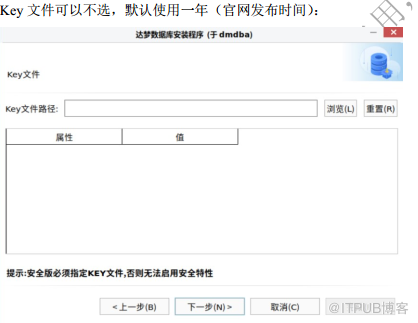 Key 文件可以不选，默认使用一年（官网发布时间）：
达梦数据库安装程序 (于 dmdba)
Key文件
Key文件路径: 浏览(L) 重置(R)
属性 值
提示:安全版必须指定KEY文件,否则无法启用安全特性
<上一步(B) 下一步(N)> 取消(C)
@ITPUB博客